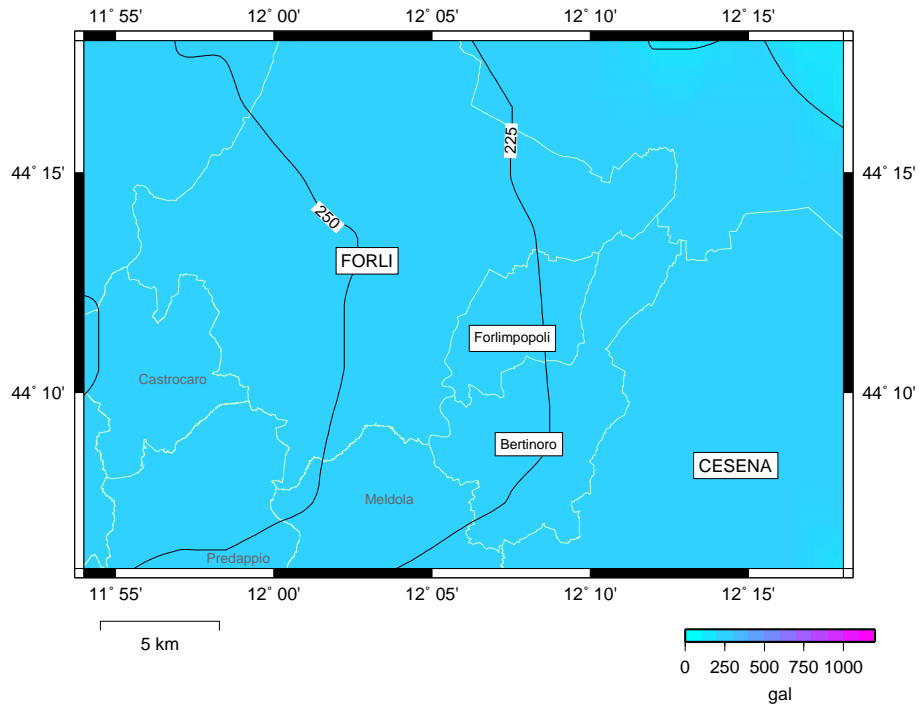 11˚ 55' 12˚ 00' 12˚ 05' 12˚ 10' 12˚ 15'
225
44˚ 15' 44˚ 15'
250
FORLI
Forlimpopoli
Castrocaro
44˚ 10' 44˚ 10'
Bertinoro
CESENA
Meldola
Predappio
11˚ 55' 12˚ 00' 12˚ 05' 12˚ 10' 12˚ 15'
5 km
0 250 500 750 1000
gal